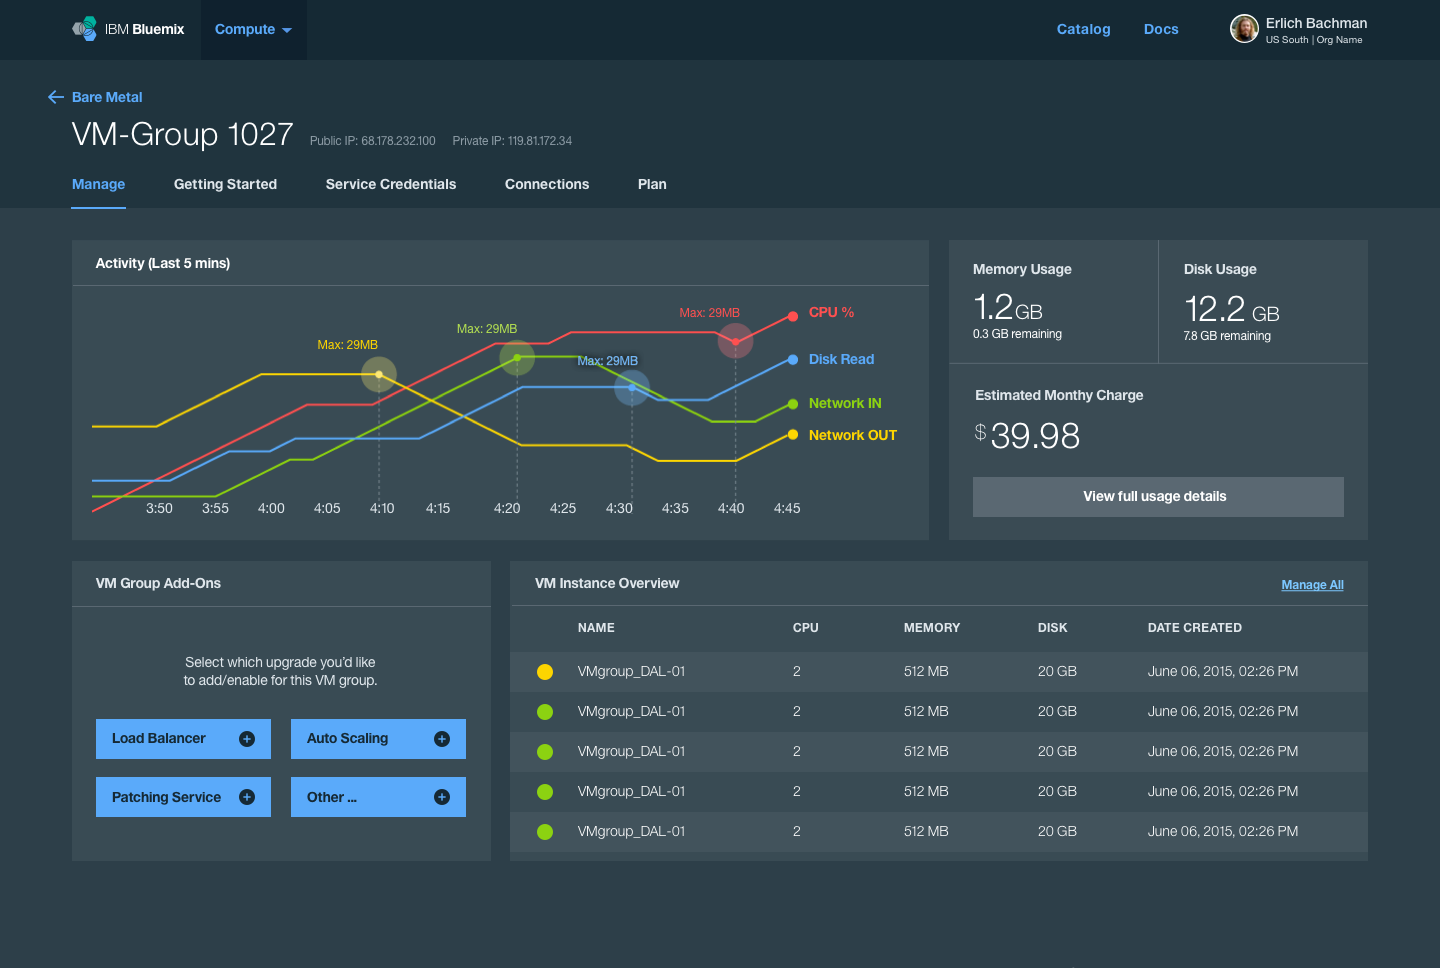 IBM Bluemix
Compute
Catalog
Docs
Erlich Bachman
US South | Org Name
Bare Metal
VM-Group 1027
Public IP: 68.178.232.100
Private IP: 119.81.172.34
Manage
Getting Started
Service Credentials
Connections
Plan
Activity (Last 5 mins)
Max: 29MB
Max: 29MB
Max: 29MB
Max: 29MB
CPU %
Disk Read
Network IN
Network OUT
3:50 3:55 4:00 4:05 4:10 4:15 4:20 4:25 4:30 4:35 4:40 4:45
Memory Usage
1.2GB
0.3 GB remaining
Disk Usage
12.2 GB
7.8 GB remaining
Estimated Monthy Charge
$39.98
View full usage details
VM Group Add-Ons
Select which upgrade you’d like
to add/enable for this VM group.
Load Balancer
Auto Scaling
Patching Service
Other ...
VM Instance Overview
Manage All
NAME CPU MEMORY DISK DATE CREATED
VMgroup_DAL-01 2 512 MB 20 GB June 06, 2015, 02:26 PM
VMgroup_DAL-01 2 512 MB 20 GB June 06, 2015, 02:26 PM
VMgroup_DAL-01 2 512 MB 20 GB June 06, 2015, 02:26 PM
VMgroup_DAL-01 2 512 MB 20 GB June 06, 2015, 02:26 PM
VMgroup_DAL-01 2 512 MB 20 GB June 06, 2015, 02:26 PM